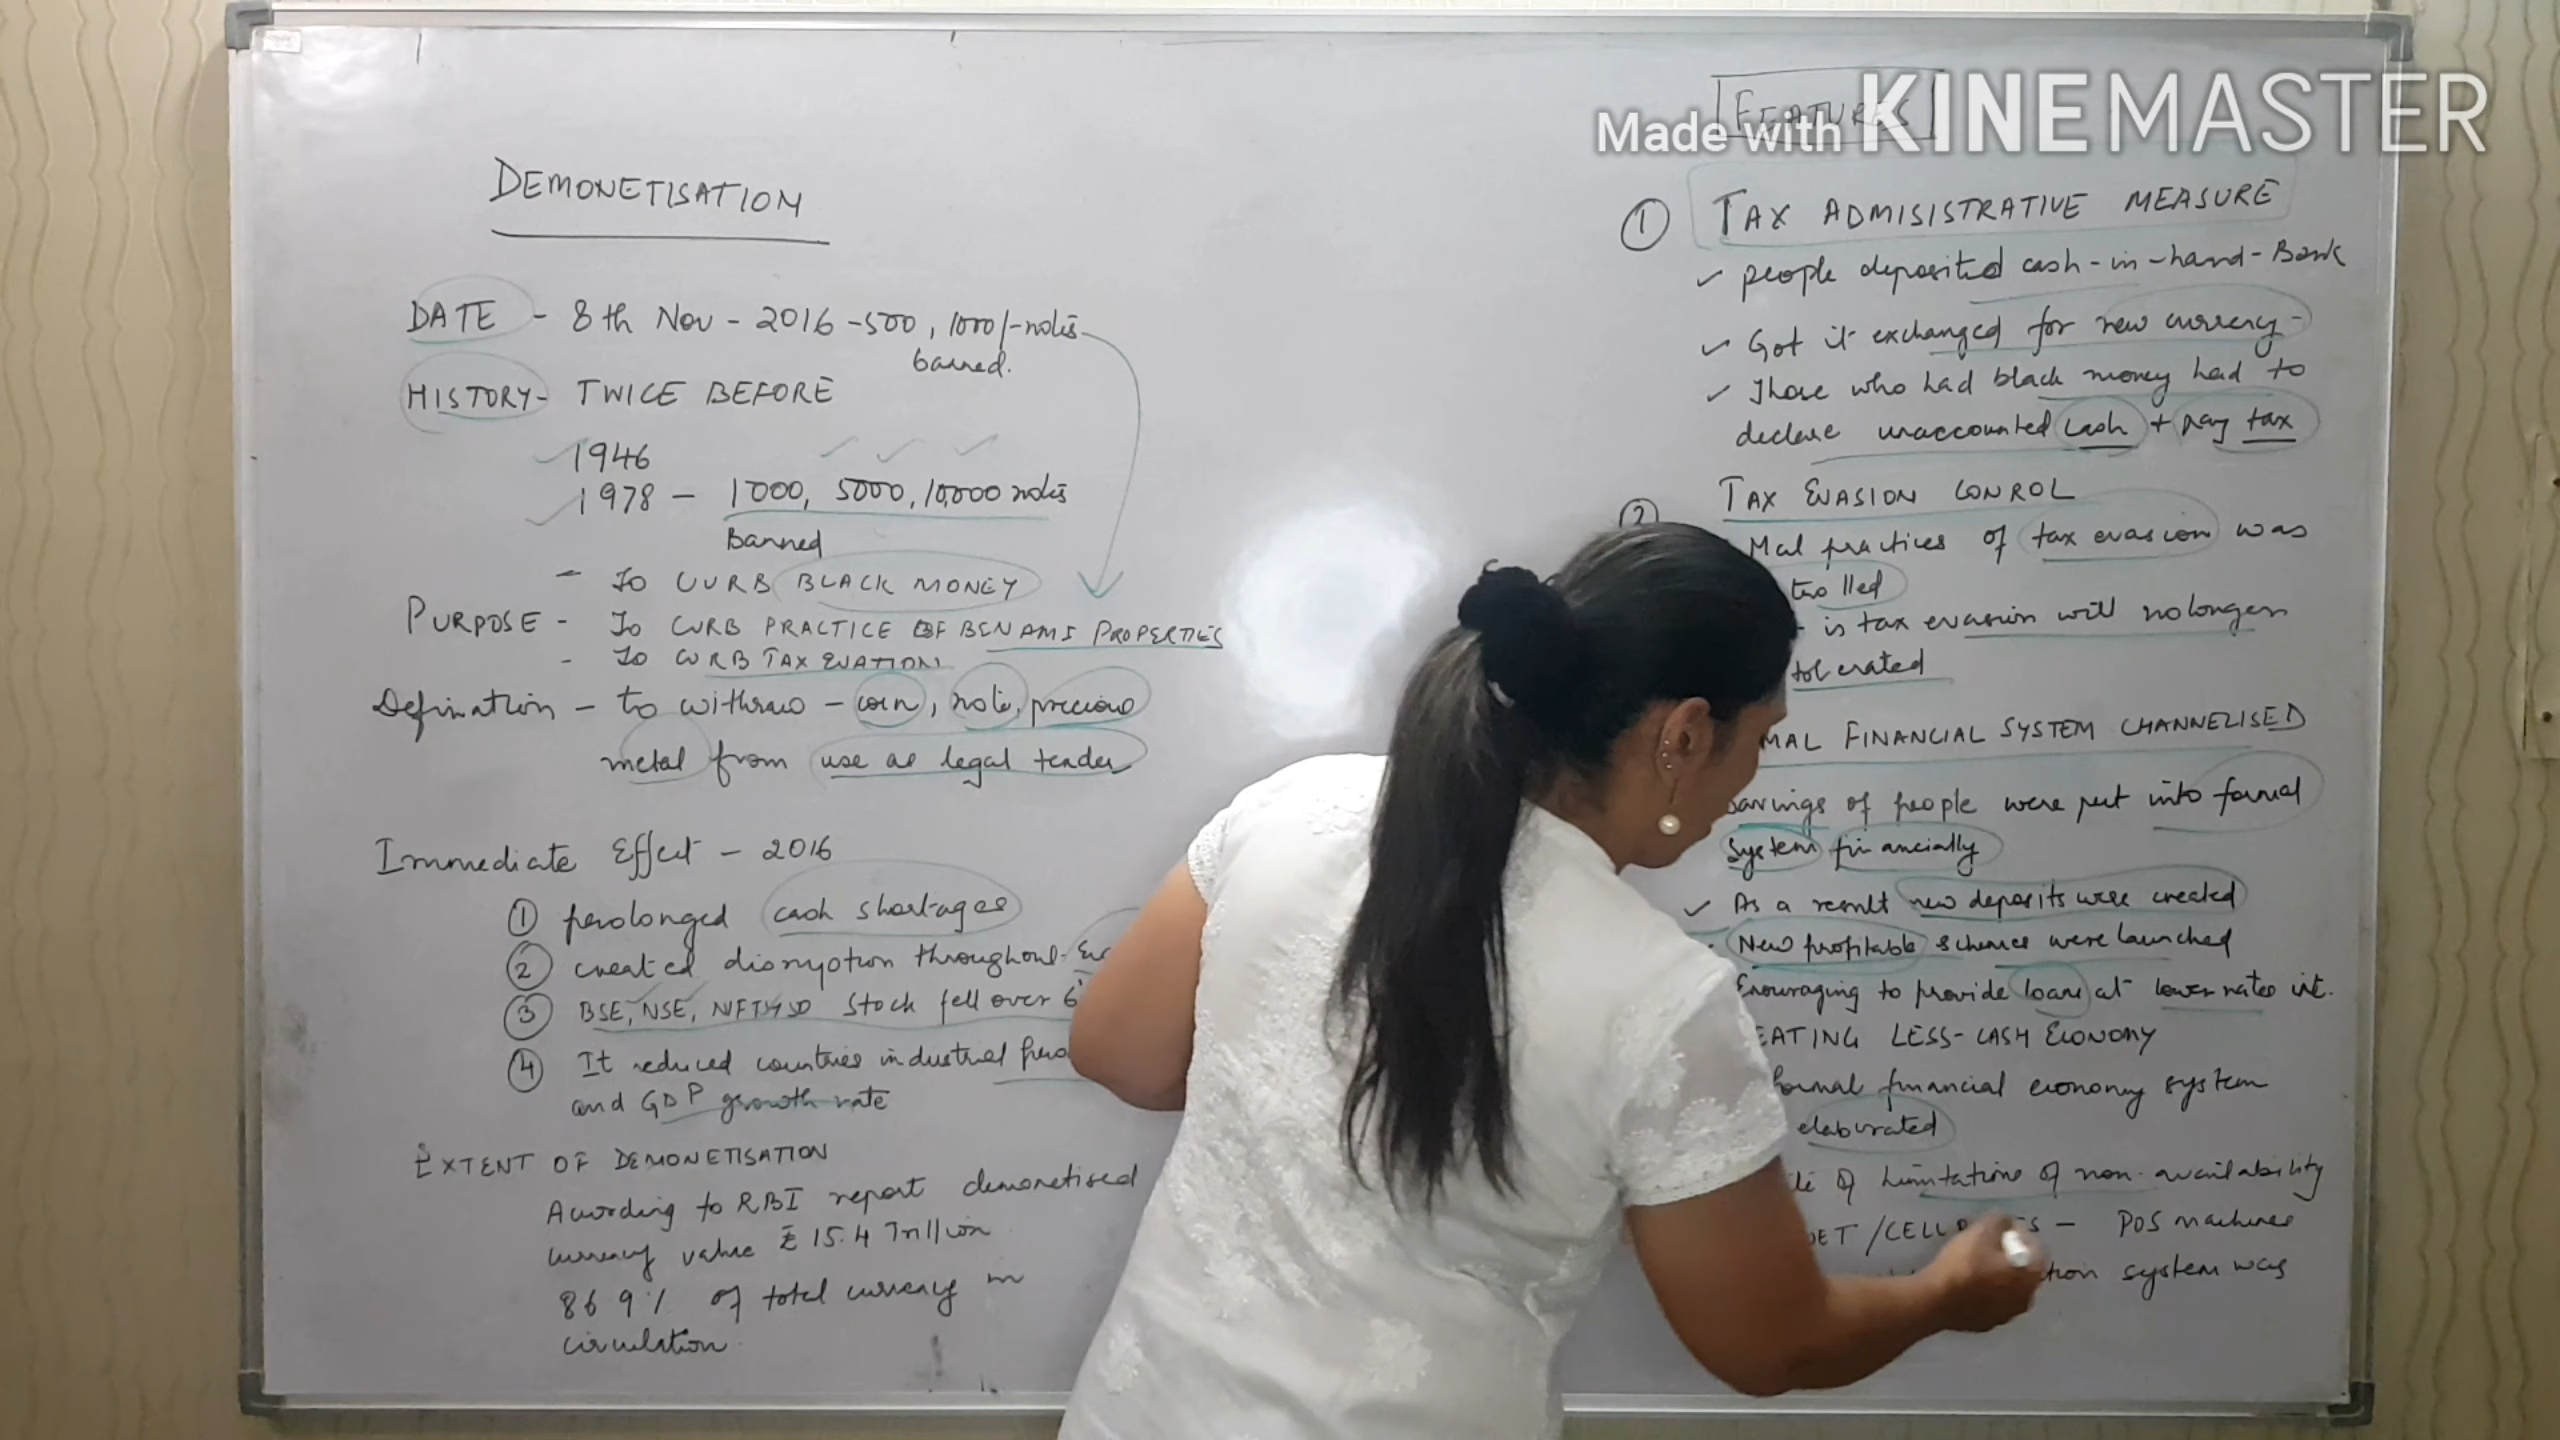 DEMONETISATION
DATE - 8th Nov - 2016 - 500, 1000/- notes
banned.
HISTORY - TWICE BEFORE
1946
1978 - 1000, 5000, 10,000 notes
Banned
- To CURB BLACK MONEY
PURPOSE - To CURB PRACTICE OF BENAMI PROPERTIES
- To CURB TAX EVATION
Defination - to withraw - coin, note, precious
metal from use as legal tender
Immediate Effect - 2016
① prolonged cash shortages
② created disruption throughout
③ BSE, NSE, NIFTY 50 Stock fell over 6
④ It reduced countries industrial
and GDP growth rate
EXTENT OF DEMONETISATION
According to RBI report demonetised
currency value ₹ 15.4 Trillion
86 9% of total currency in
circulation.
Made with KINEMASTER
FEATURES
① TAX ADMISISTRATIVE MEASURE
✓ people deposited cash-in-hand-Bank
✓ Got it exchanged for new currency-
✓ Those who had black money had to
declare unaccounted cash + pay tax
② TAX EVASION CONROL
Mal practices of tax evasion was
trolled
- is tax evasion will no longer
tolerated
MAL FINANCIAL SYSTEM CHANNELISED
Savings of people were put into formal
system financially
✓ As a result new deposits were created
New profitable schemes were launched
Encouraging to provide loans at lower rates int.
EATING LESS-CASH ECONOMY
formal financial economy system
elaborated
of limitations of non-availability
NET / CELL - POS machines
tion system was